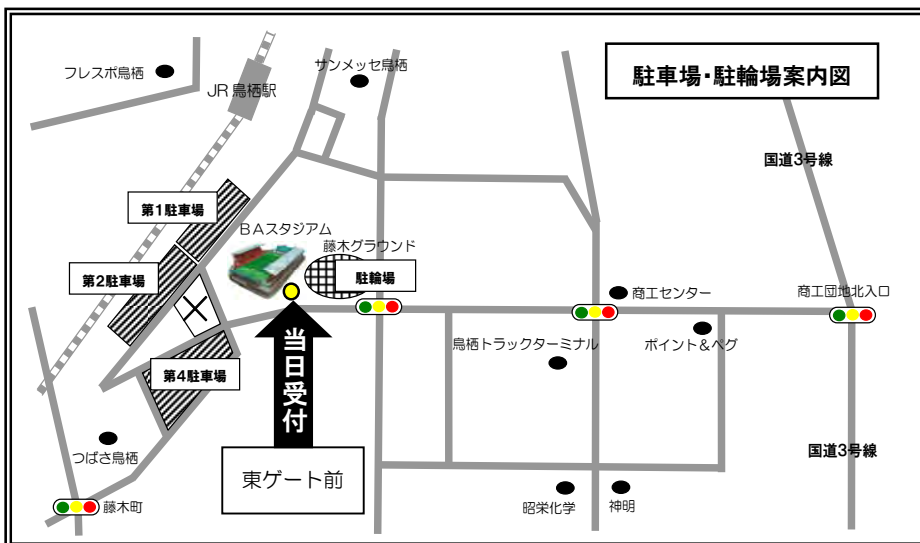 駐車場・駐輪場案内図
フレスポ鳥栖
サンメッセ鳥栖
JR鳥栖駅
国道3号線
第1駐車場
BAスタジアム
藤木グラウンド
第2駐車場
駐輪場
商工センター
商工団地北入口
鳥栖トラックターミナル
ポイント&ペグ
第4駐車場
当日受付
つばさ鳥栖
東ゲート前
国道3号線
藤木町
昭栄化学
神明